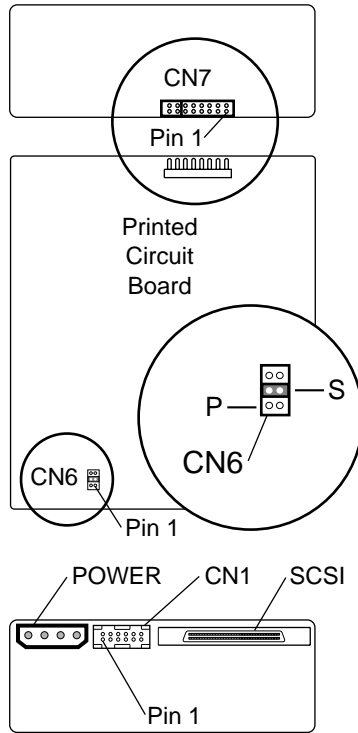 CN7
Pin 1
Printed
Circuit
Board
S
P
CN6
CN6
Pin 1
POWER
CN1
SCSI
Pin 1